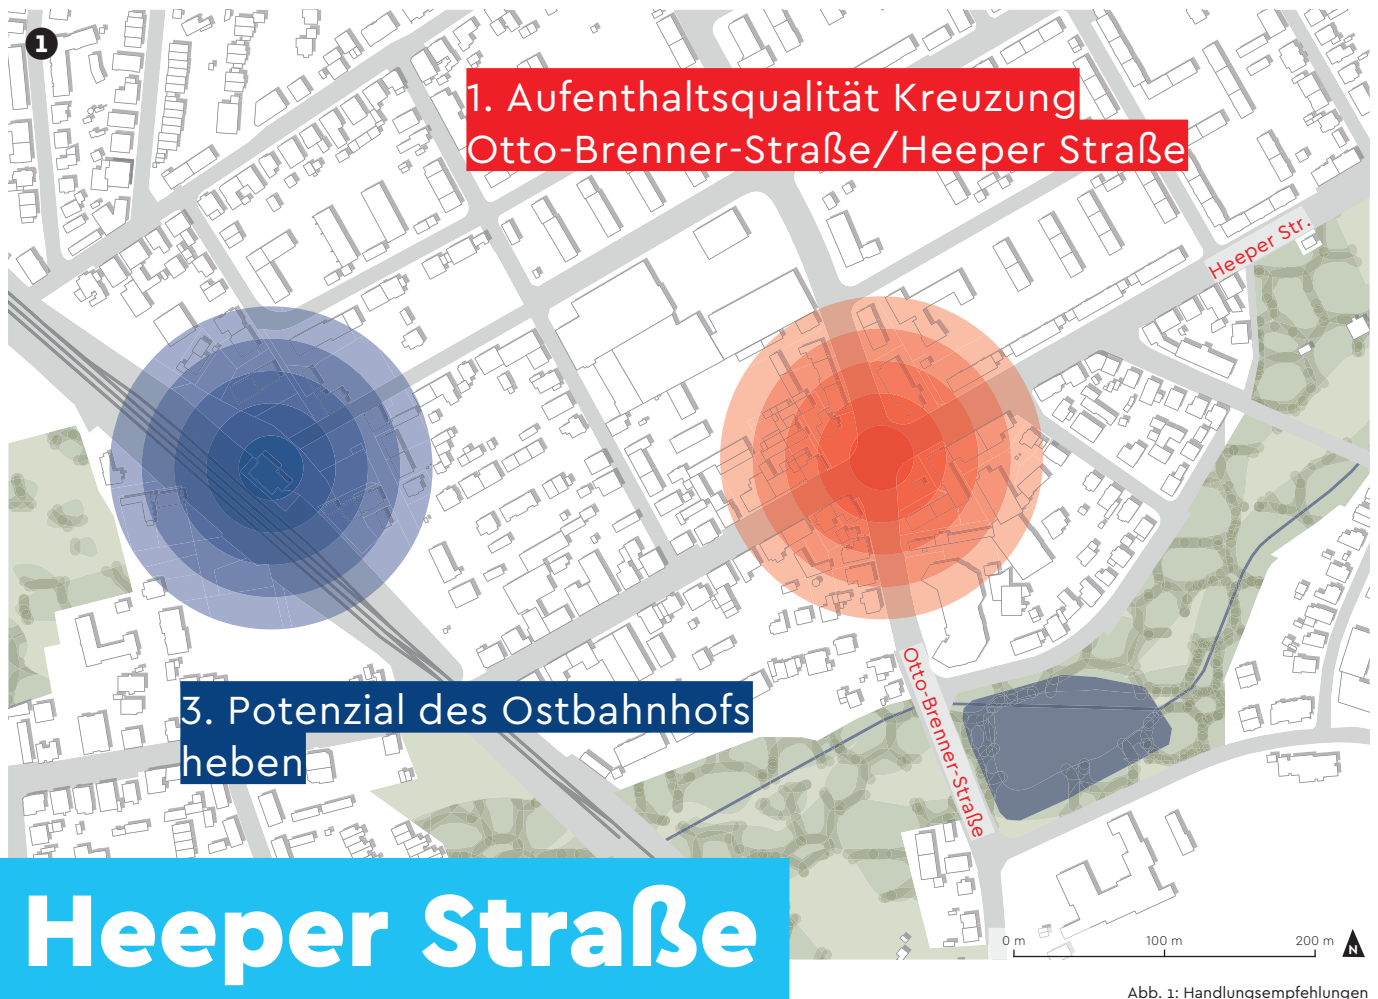 1
1. Aufenthaltsqualität Kreuzung
Otto-Brenner-Straße/Heeper Straße
Heeper Str.
Otto-Brenner-Straße
3. Potenzial des Ostbahnhofs
heben
Heeper Straße
0 m 100 m 200 m
N
Abb. 1: Handlungsempfehlungen